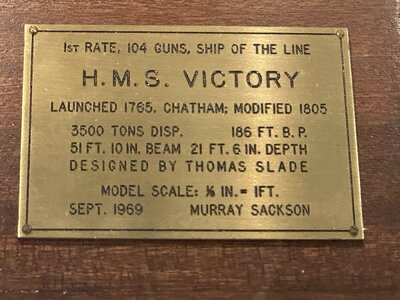 1ST RATE, 104 GUNS, SHIP OF THE LINE
H.M.S. VICTORY
LAUNCHED 1765, CHATHAM; MODIFIED 1805
3500 TONS DISP. 186 FT. B.P.
51 FT. 10 IN. BEAM 21 FT. 6 IN. DEPTH
DESIGNED BY THOMAS SLADE
MODEL SCALE: ⅛ IN. = 1FT.
SEPT. 1969 MURRAY SACKSON